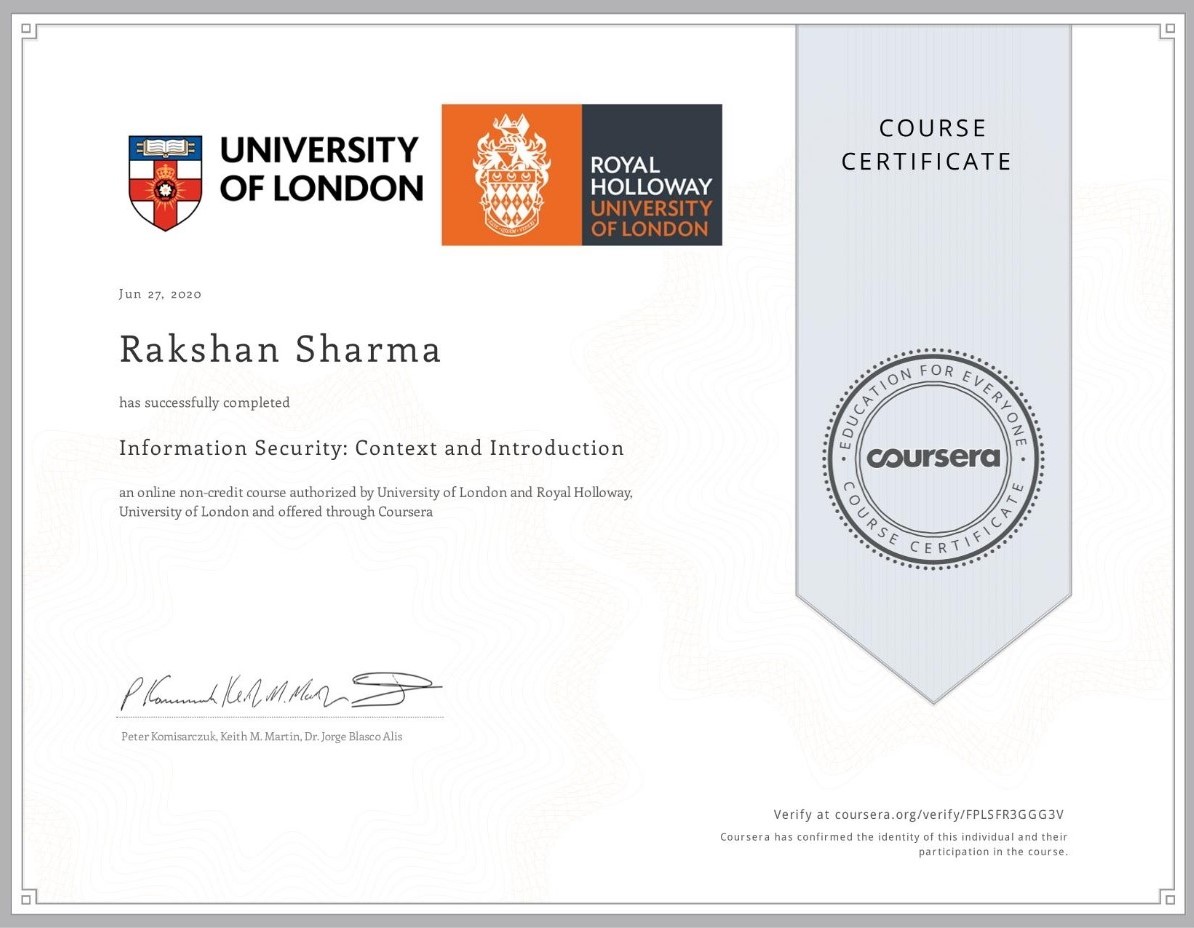 UNIVERSITY
OF LONDON
ROYAL
HOLLOWAY
UNIVERSITY
OF LONDON
COURSE
CERTIFICATE
Jun 27, 2020
Rakshan Sharma
has successfully completed
Information Security: Context and Introduction
an online non-credit course authorized by University of London and Royal Holloway,
University of London and offered through Coursera
EDUCATION FOR EVERYONE
coursera
COURSE CERTIFICATE
Peter Komisarczuk, Keith M. Martin, Dr. Jorge Blasco Alis
Verify at coursera.org/verify/FPLSFR3GGG3V
Coursera has confirmed the identity of this individual and their
participation in the course.